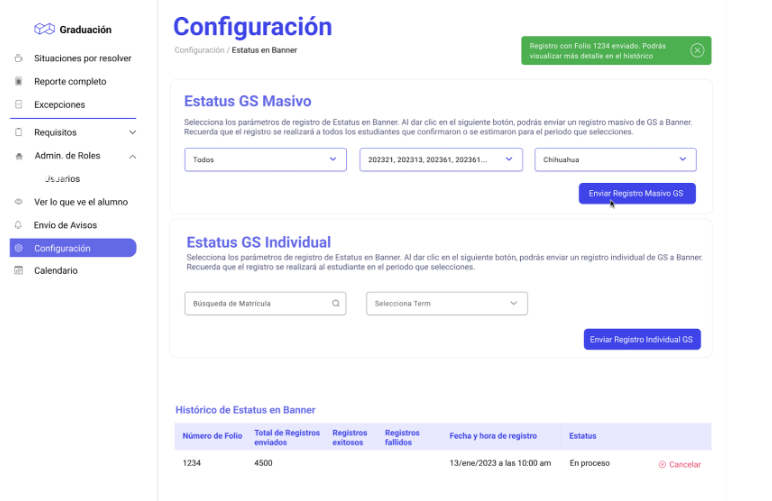 Graduación
Situaciones por resolver
Reporte completo
Excepciones
Requisitos
Admin. de Roles
Usuarios
Ver lo que ve el alumno
Envío de Avisos
Configuración
Calendario
Configuración
Configuración / Estatus en Banner
Registro con Folio 1234 enviado. Podrás
visualizar más detalle en el histórico
Estatus GS Masivo
Selecciona los parámetros de registro de Estatus en Banner. Al dar clic en el siguiente botón, podrás enviar un registro masivo de GS a Banner.
Recuerda que el registro se realizará a todos los estudiantes que confirmaron o se estimaron para el periodo que selecciones.
Todos
202321, 202313, 202361, 202361...
Chihuahua
Enviar Registro Masivo GS
Estatus GS Individual
Selecciona los parámetros de registro de Estatus en Banner. Al dar clic en el siguiente botón, podrás enviar un registro individual de GS a Banner.
Recuerda que el registro se realizará al estudiante en el periodo que selecciones.
Búsqueda de Matrícula
Selecciona Term
Enviar Registro Individual GS
Histórico de Estatus en Banner
Número de Folio
Total de Registros
enviados
Registros
exitosos
Registros
fallidos
Fecha y hora de registro
Estatus
1234
4500
13/ene/2023 a las 10:00 am
En proceso
Cancelar